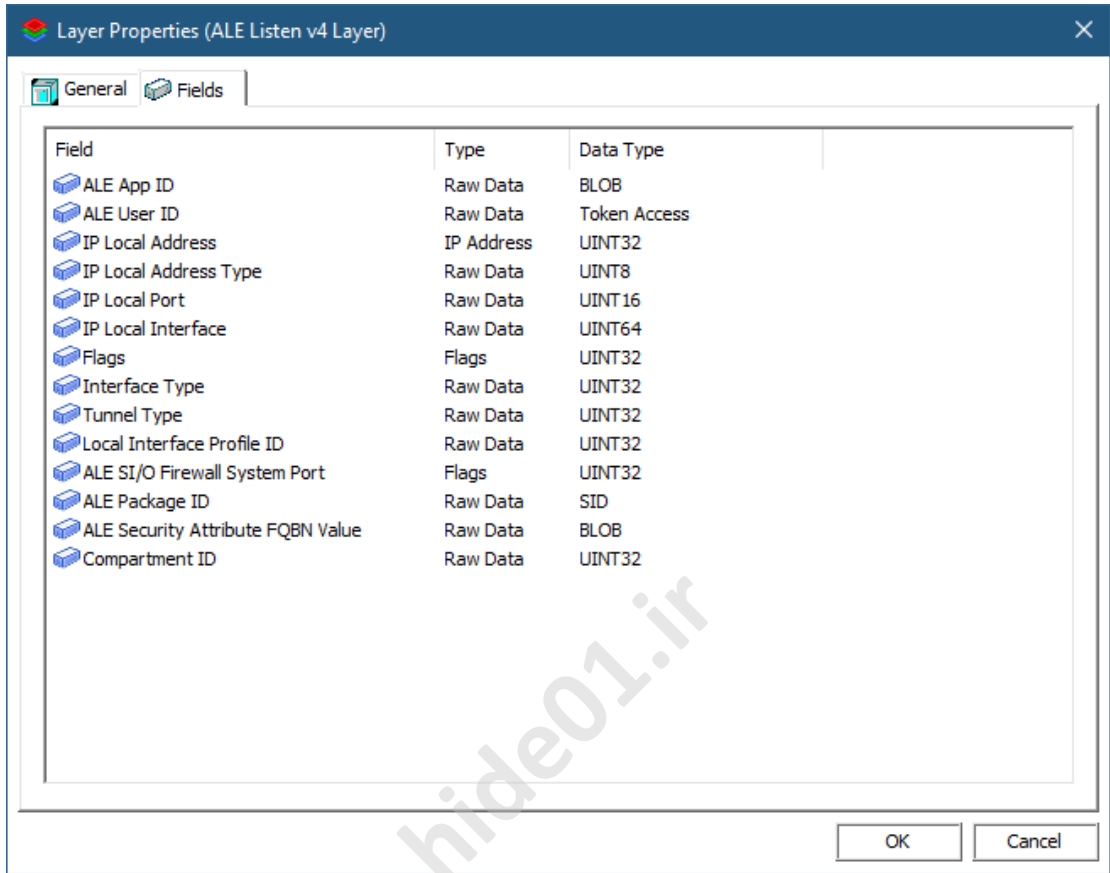 Layer Properties (ALE Listen v4 Layer)
General Fields
Field Type Data Type
ALE App ID Raw Data BLOB
ALE User ID Raw Data Token Access
IP Local Address IP Address UINT32
IP Local Address Type Raw Data UINT8
IP Local Port Raw Data UINT16
IP Local Interface Raw Data UINT64
Flags Flags UINT32
Interface Type Raw Data UINT32
Tunnel Type Raw Data UINT32
Local Interface Profile ID Raw Data UINT32
ALE SI/O Firewall System Port Flags UINT32
ALE Package ID Raw Data SID
ALE Security Attribute FQBN Value Raw Data BLOB
Compartment ID Raw Data UINT32
hide01.ir
OK Cancel